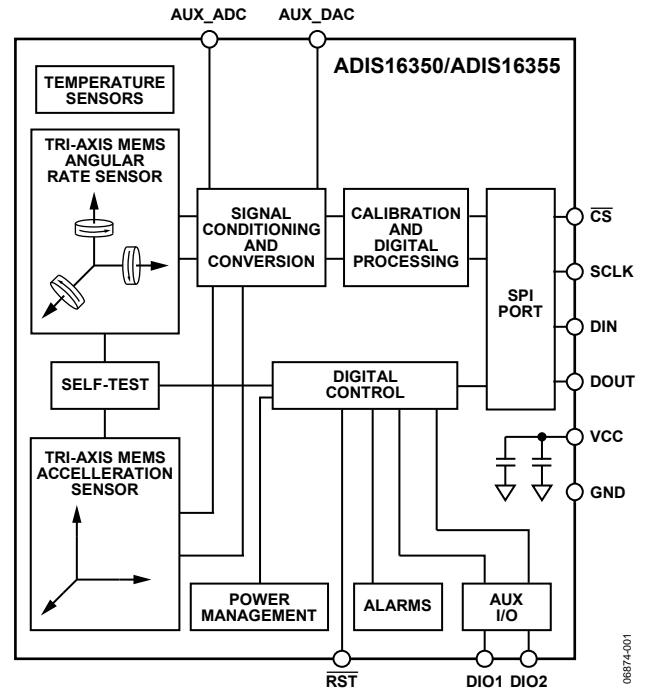 AUX_ADC
AUX_DAC
ADIS16350/ADIS16355
TEMPERATURE
SENSORS
TRI-AXIS MEMS
ANGULAR
RATE SENSOR
SIGNAL
CONDITIONING
AND
CONVERSION
CALIBRATION
AND
DIGITAL
PROCESSING
SPI
PORT
CS
SCLK
DIN
DOUT
VCC
GND
SELF-TEST
DIGITAL
CONTROL
TRI-AXIS MEMS
ACCELLERATION
SENSOR
POWER
MANAGEMENT
ALARMS
AUX
I/O
RST
DIO1
DIO2
06874-001